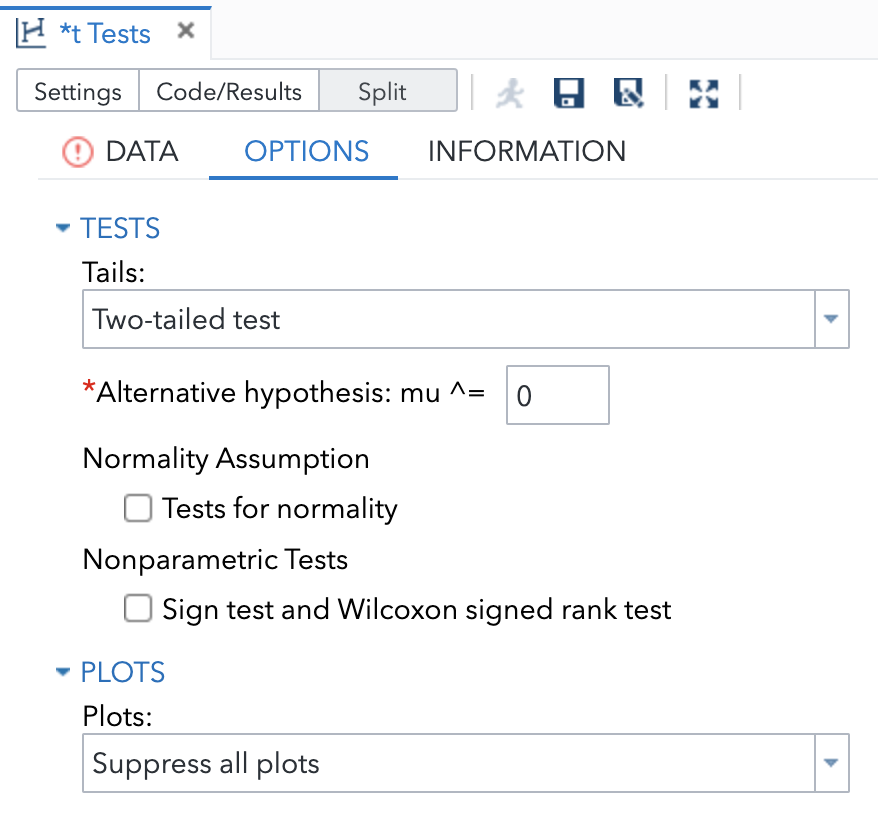 *t Tests
Settings Code/Results Split
DATA OPTIONS INFORMATION
TESTS
Tails:
Two-tailed test
*Alternative hypothesis: mu ^= 0
Normality Assumption
Tests for normality
Nonparametric Tests
Sign test and Wilcoxon signed rank test
PLOTS
Plots:
Suppress all plots